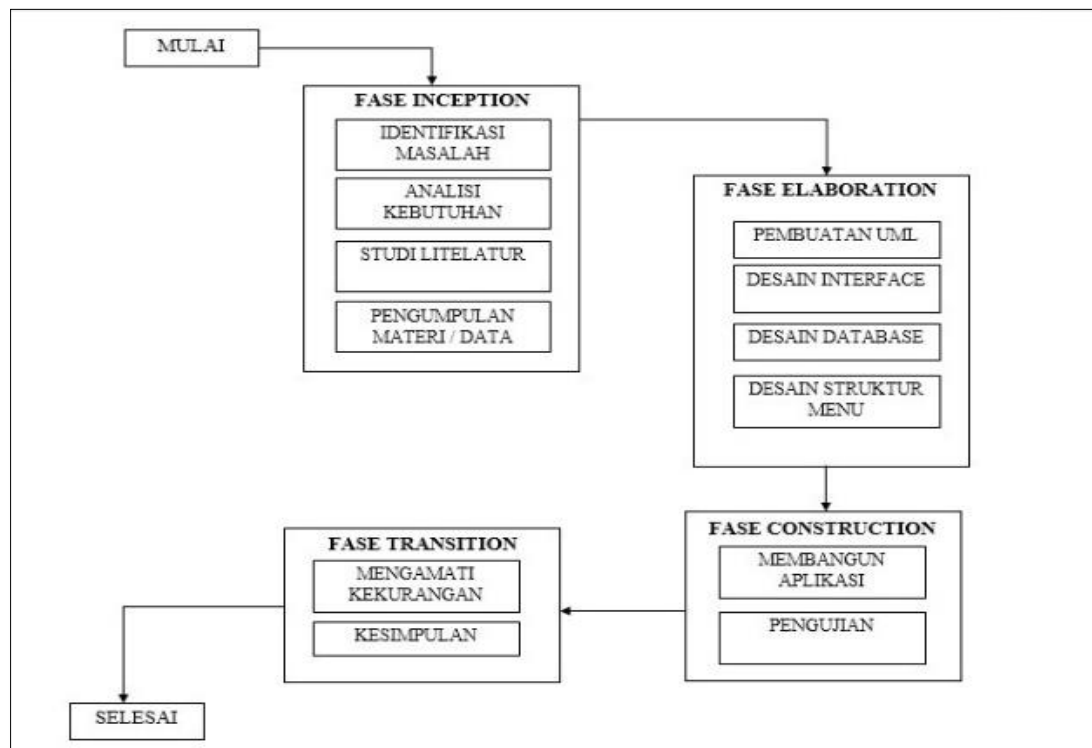 MULAI
FASE INCEPTION
IDENTIFIKASI
MASALAH
ANALISI
KEBUTUHAN
STUDI LITELATUR
PENGUMPULAN
MATERI / DATA
FASE ELABORATION
PEMBUATAN UML
DESAIN INTERFACE
DESAIN DATABASE
DESAIN STRUKTUR
MENU
FASE CONSTRUCTION
MEMBANGUN
APLIKASI
PENGUJIAN
FASE TRANSITION
MENGAMATI
KEKURANGAN
KESIMPULAN
SELESAI